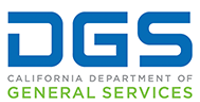 DGS
CALIFORNIA DEPARTMENT OF
GENERAL SERVICES